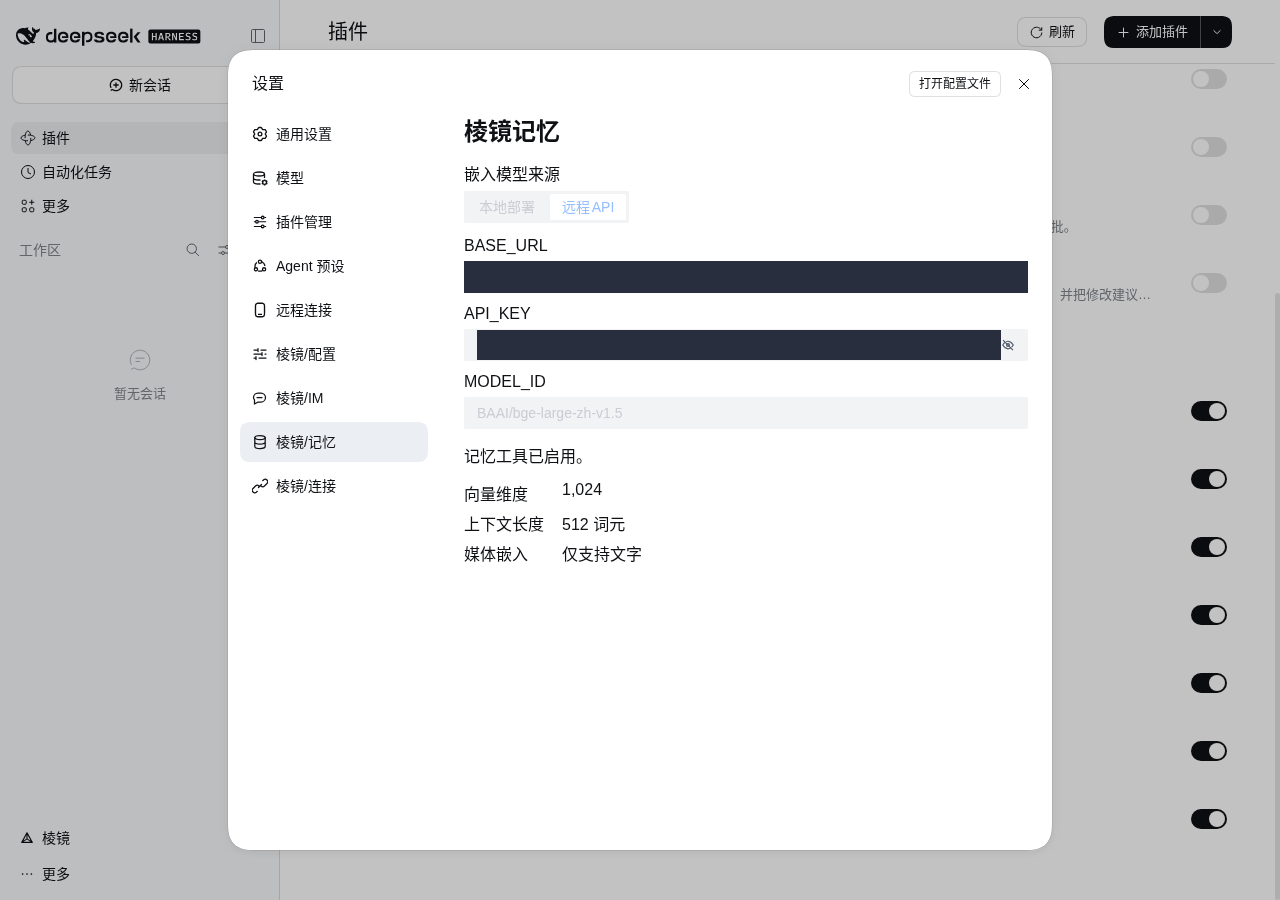 deepseek HARNESS
新会话
插件
自动化任务
更多
工作区
暂无会话
棱镜
更多
插件
刷新
添加插件
批。
并把修改建议…
设置
打开配置文件
通用设置
模型
插件管理
Agent 预设
远程连接
棱镜/配置
棱镜/IM
棱镜/记忆
棱镜/连接
棱镜记忆
嵌入模型来源
本地部署 远程 API
BASE_URL
API_KEY
MODEL_ID
BAAI/bge-large-zh-v1.5
记忆工具已启用。
向量维度 1,024
上下文长度 512 词元
媒体嵌入 仅支持文字